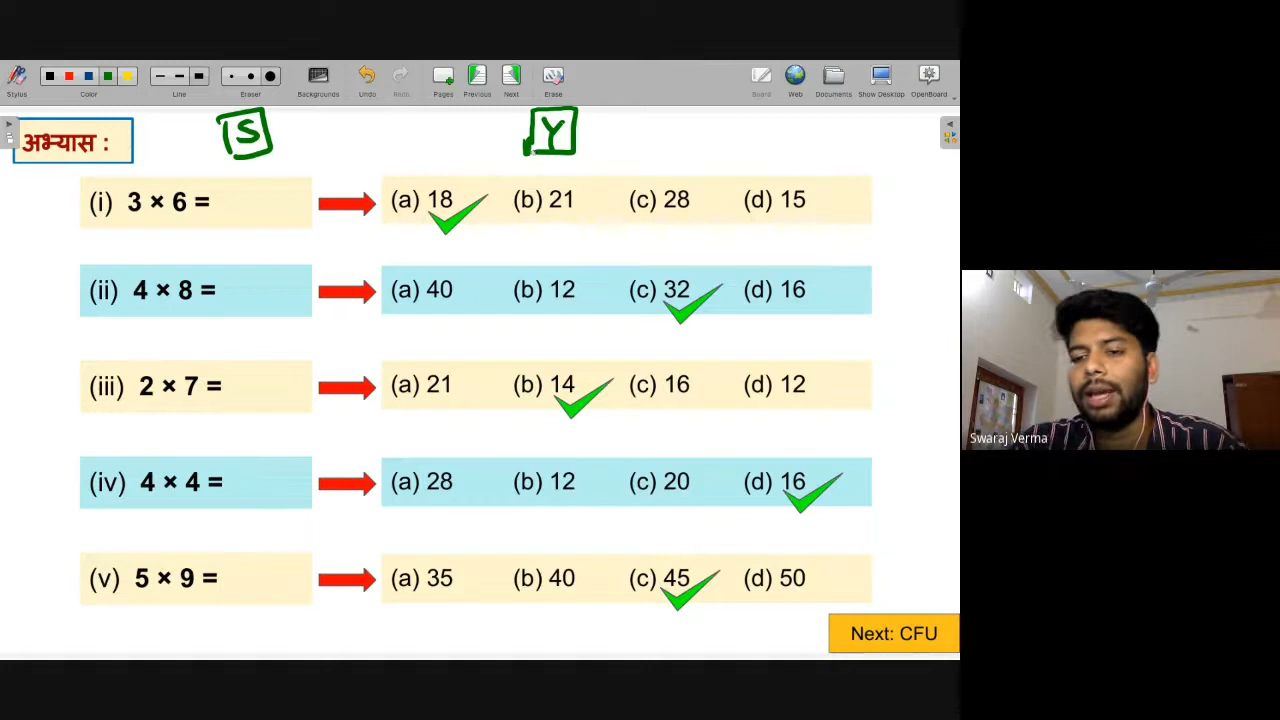 Stylus Color Line Eraser Backgrounds Undo Redo Pages Previous Next Erase Board Web Documents Show Desktop OpenBoard
अभ्यास :
S Y
(i) 3 × 6 = (a) 18 (b) 21 (c) 28 (d) 15
(ii) 4 × 8 = (a) 40 (b) 12 (c) 32 (d) 16
(iii) 2 × 7 = (a) 21 (b) 14 (c) 16 (d) 12
(iv) 4 × 4 = (a) 28 (b) 12 (c) 20 (d) 16
(v) 5 × 9 = (a) 35 (b) 40 (c) 45 (d) 50
Next: CFU
Swaraj Verma